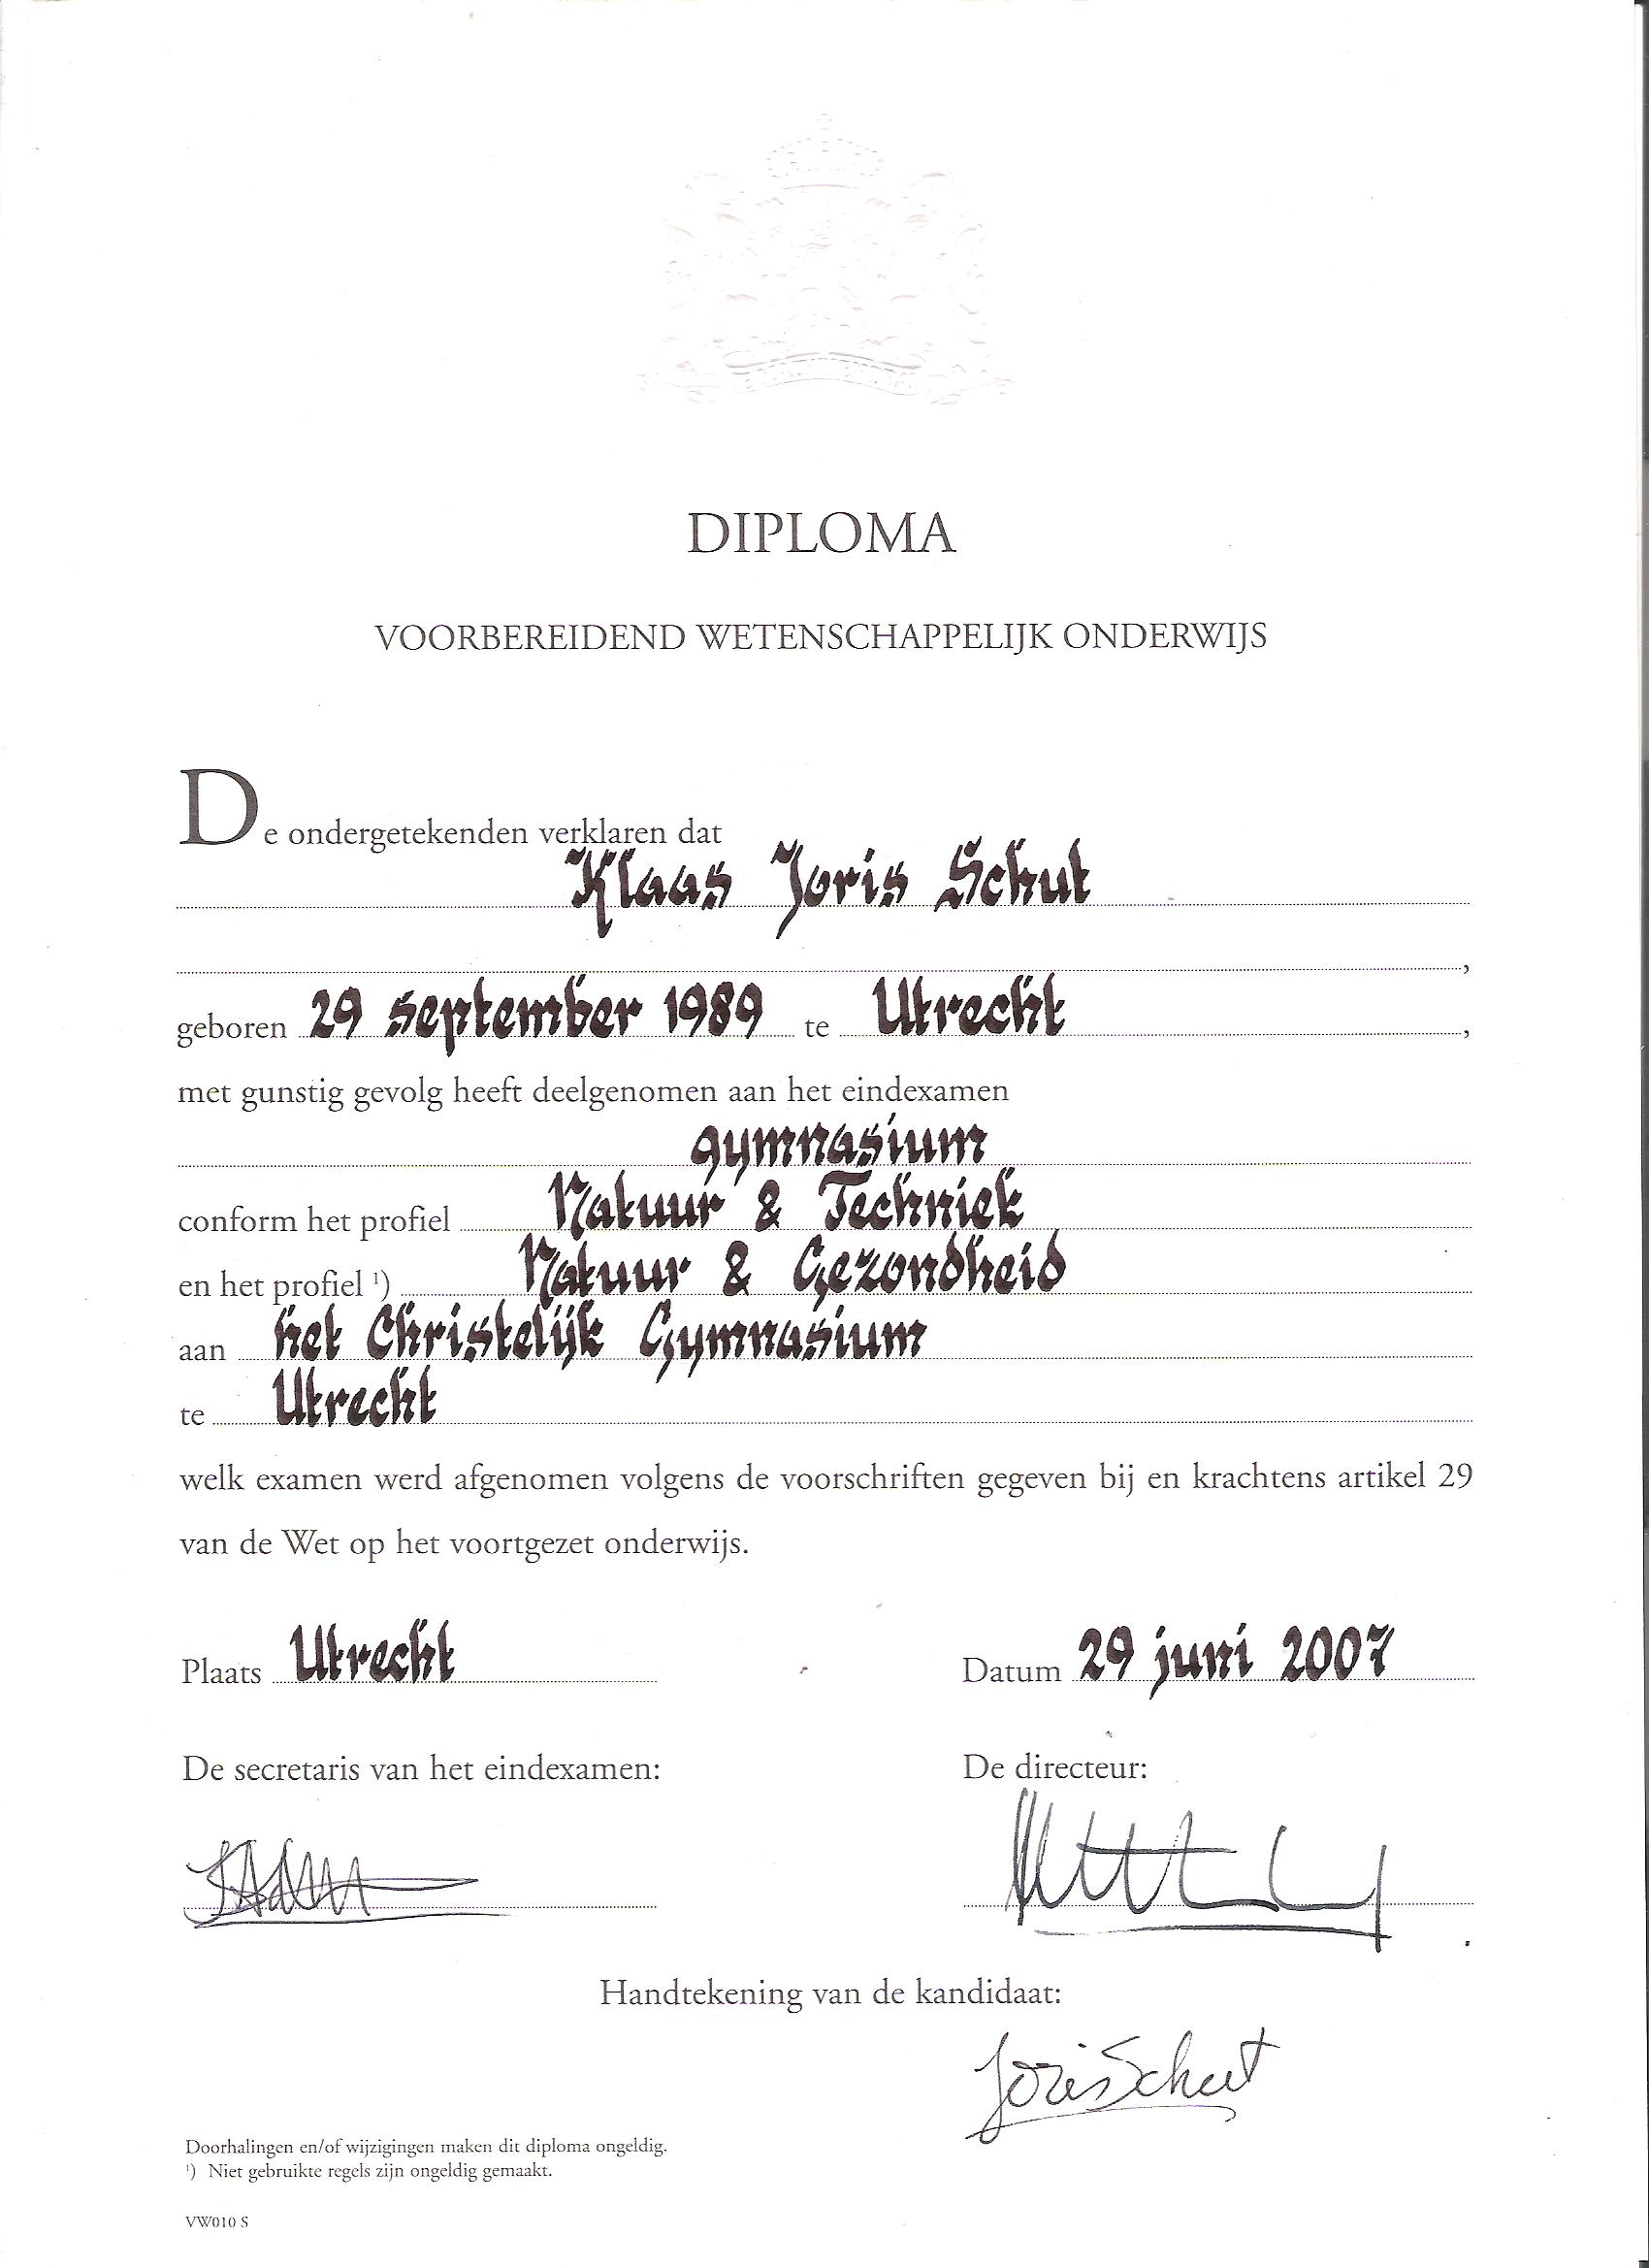 DIPLOMA
VOORBEREIDEND WETENSCHAPPELIJK ONDERWIJS
De ondergetekenden verklaren dat
Klaas Joris Schut
,
geboren 29 september 1989 te Utrecht ,
met gunstig gevolg heeft deelgenomen aan het eindexamen
gymnasium
conform het profiel Natuur & Techniek
en het profiel ¹) Natuur & Gezondheid
aan het Christelijk Gymnasium
te Utrecht
welk examen werd afgenomen volgens de voorschriften gegeven bij en krachtens artikel 29
van de Wet op het voortgezet onderwijs.
Plaats Utrecht Datum 29 juni 2007
De secretaris van het eindexamen: De directeur:
Handtekening van de kandidaat:
Joris Schut
Doorhalingen en/of wijzigingen maken dit diploma ongeldig.
¹) Niet gebruikte regels zijn ongeldig gemaakt.
VW010 S